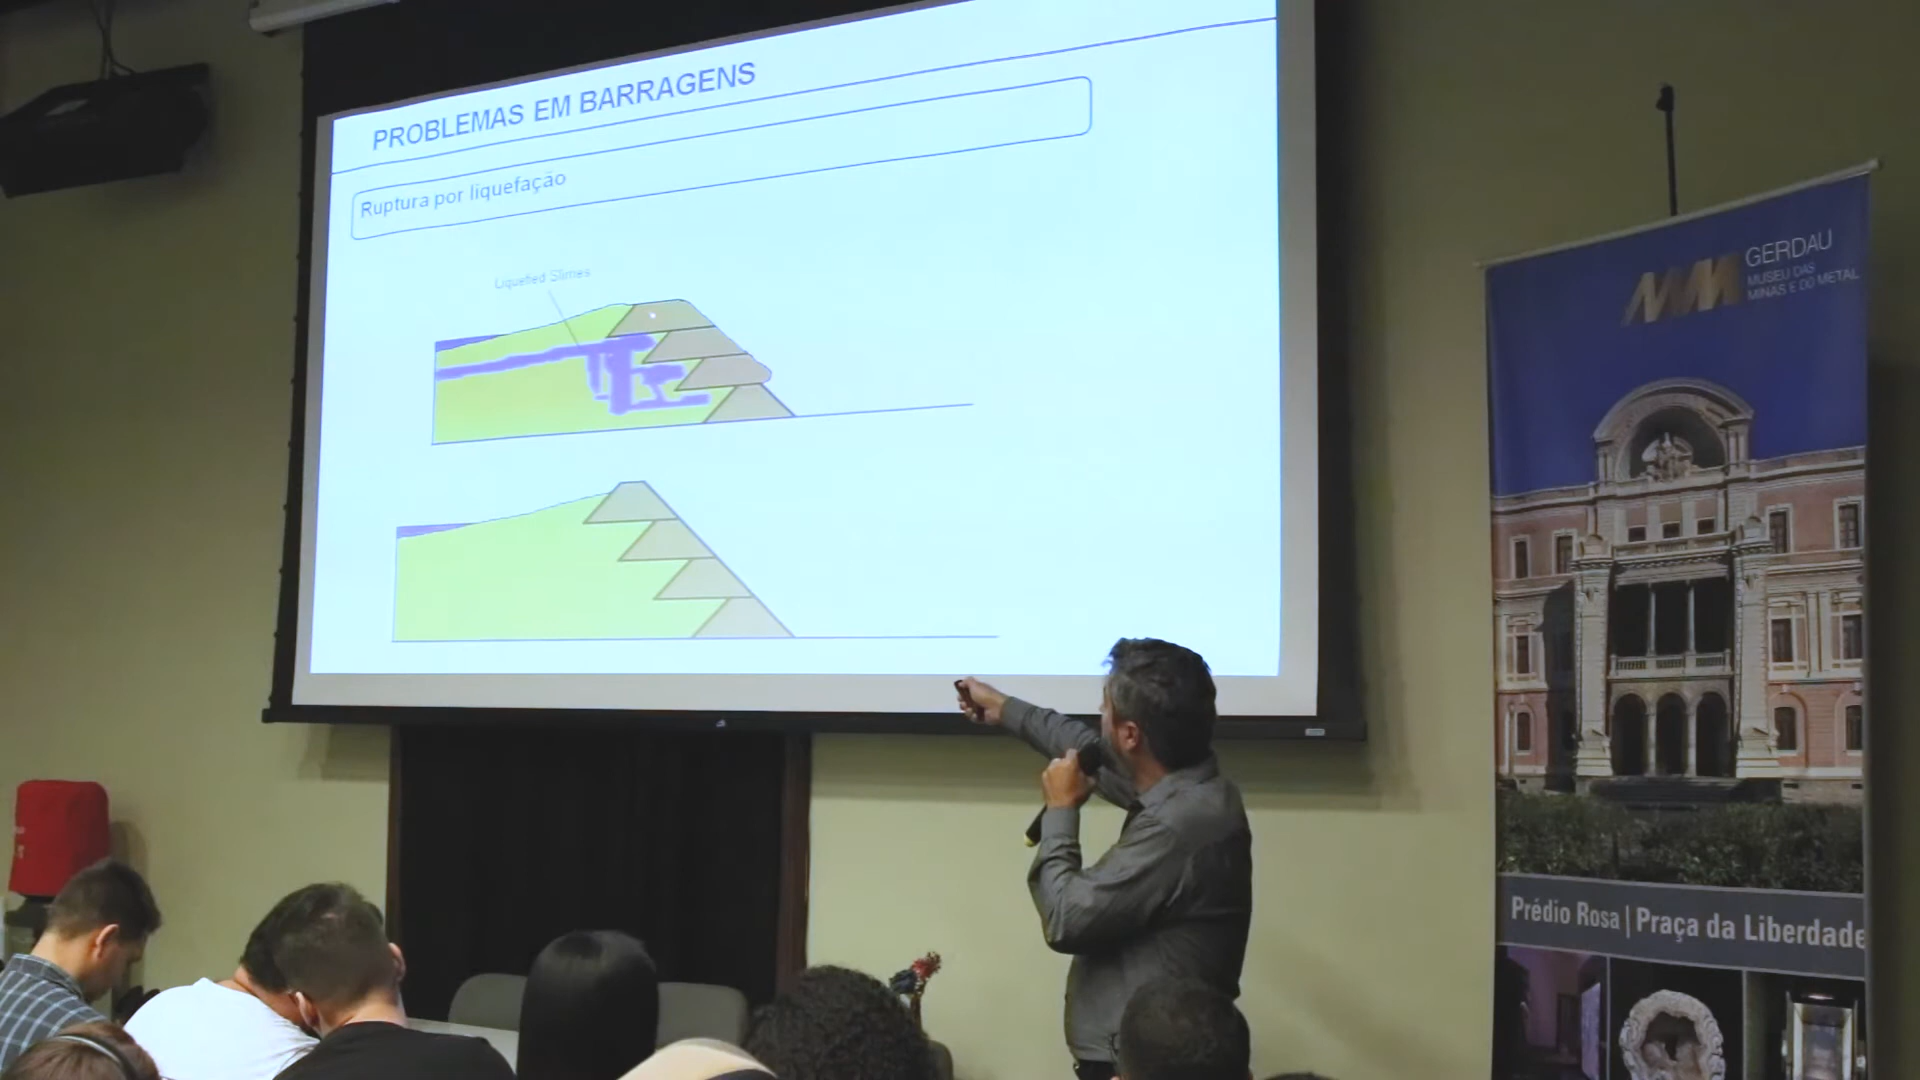 PROBLEMAS EM BARRAGENS
Ruptura por liquefação
Liquefied Slimes
GERDAU
MUSEU DAS
MINAS E DO METAL
Prédio Rosa | Praça da Liberdade